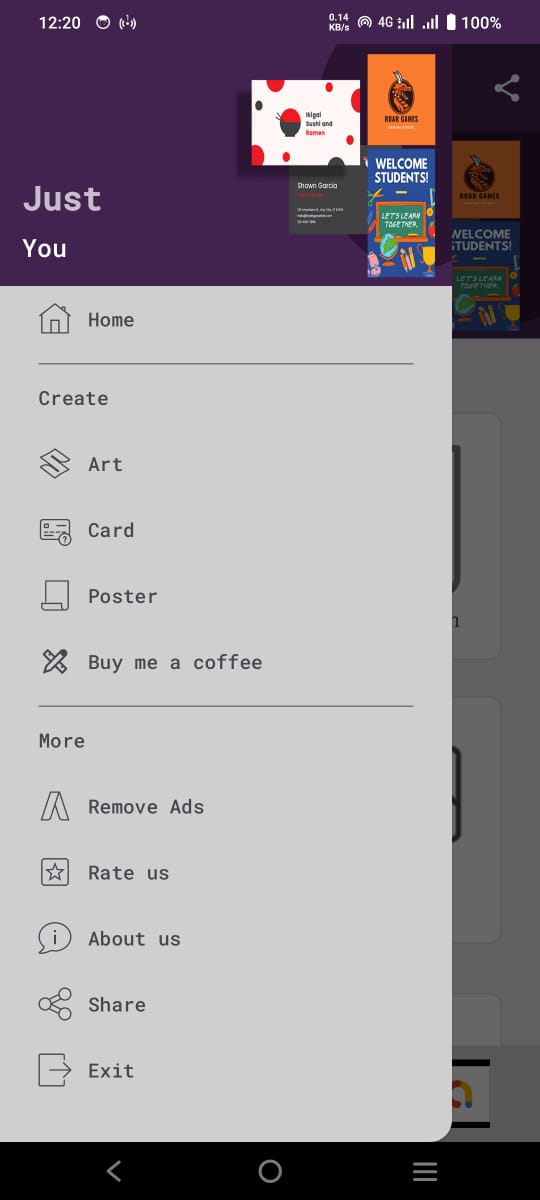 12:20
0.14
KB/s
4G
100%
Ikigai
Sushi and
Ramen
ROAR GAMES
GAMING STUDIO
Shawn Garcia
WELCOME
STUDENTS!
LET'S LEARN
TOGETHER.
ROAR GAMES
WELCOME
STUDENTS!
LET'S LEARN
TOGETHER.
Just
You
Home
Create
Art
Card
Poster
Buy me a coffee
More
Remove Ads
Rate us
About us
Share
Exit